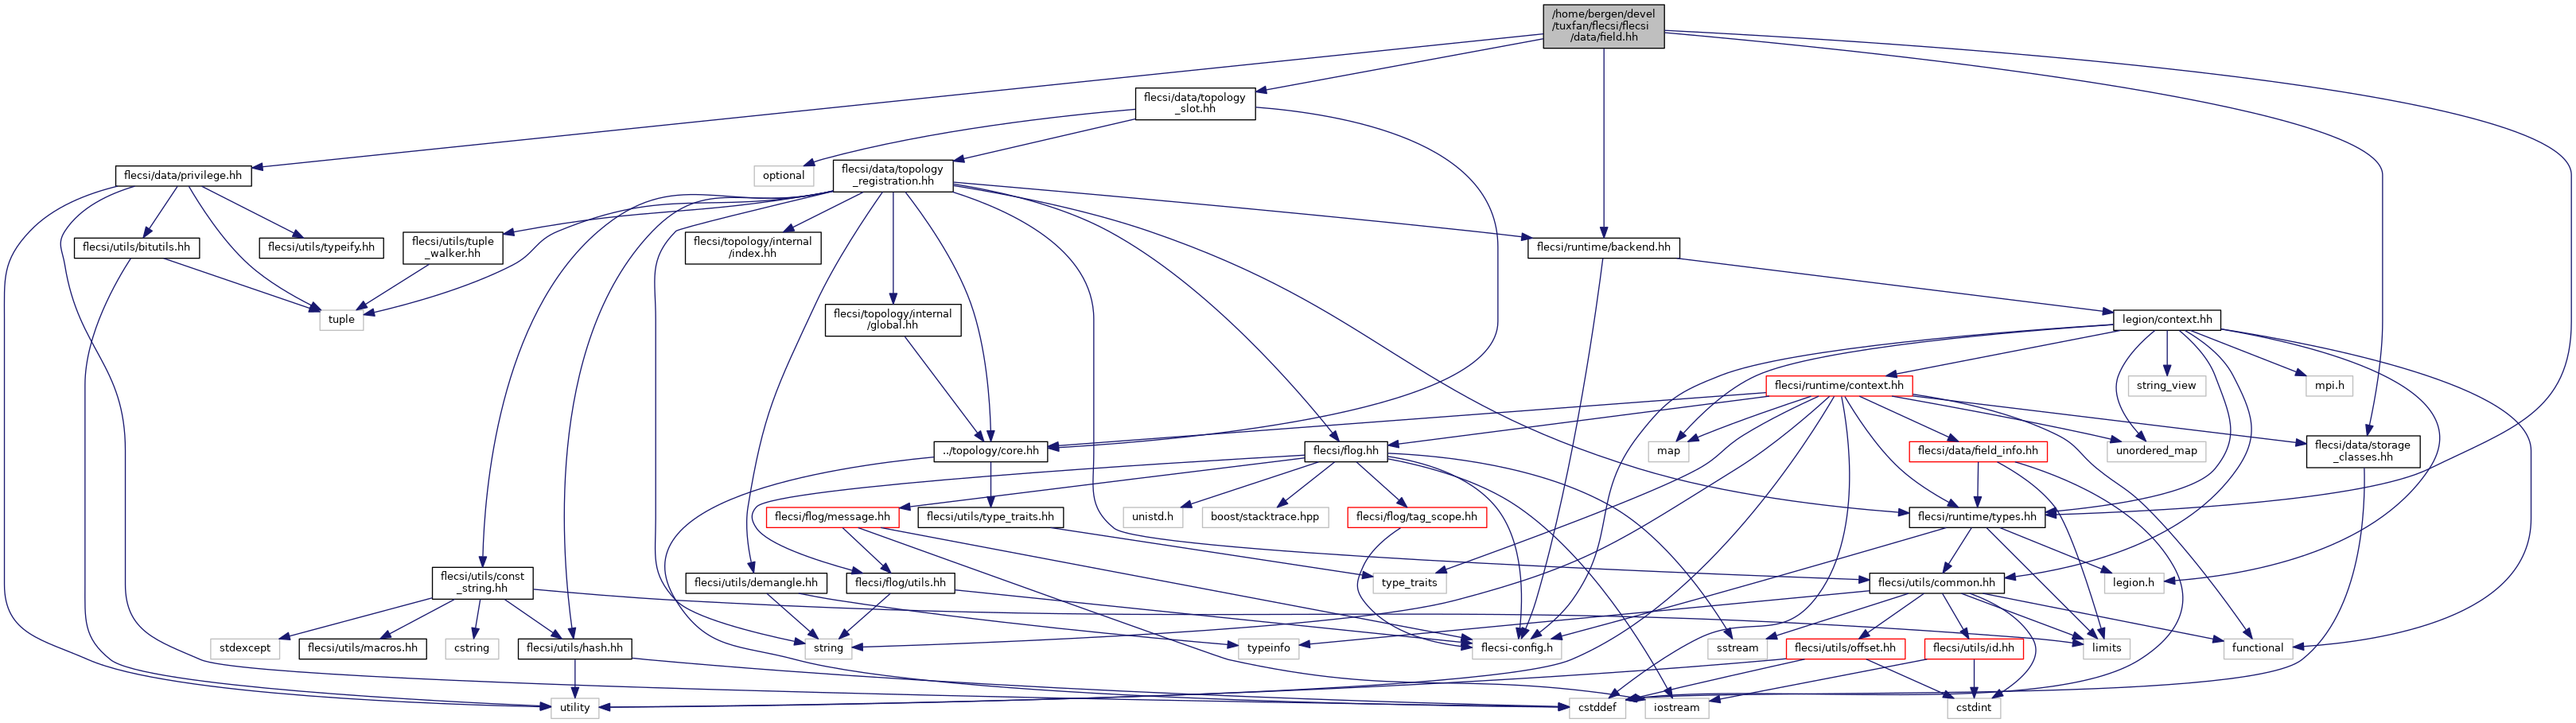 /home/bergen/devel
/tuxfan/flecsi/flecsi
/data/field.hh
flecsi/data/topology
_slot.hh
flecsi/data/privilege.hh
optional
flecsi/data/topology
_registration.hh
flecsi/utils/bitutils.hh
flecsi/utils/typeify.hh
flecsi/utils/tuple
_walker.hh
flecsi/topology/internal
/index.hh
flecsi/runtime/backend.hh
tuple
flecsi/topology/internal
/global.hh
legion/context.hh
flecsi/runtime/context.hh
string_view
mpi.h
../topology/core.hh
flecsi/flog.hh
map
flecsi/data/field_info.hh
unordered_map
flecsi/data/storage
_classes.hh
flecsi/flog/message.hh
flecsi/utils/type_traits.hh
unistd.h
boost/stacktrace.hpp
flecsi/flog/tag_scope.hh
flecsi/runtime/types.hh
flecsi/utils/const
_string.hh
flecsi/utils/demangle.hh
flecsi/flog/utils.hh
type_traits
flecsi/utils/common.hh
legion.h
stdexcept
flecsi/utils/macros.hh
cstring
flecsi/utils/hash.hh
string
typeinfo
flecsi-config.h
sstream
flecsi/utils/offset.hh
flecsi/utils/id.hh
limits
functional
utility
cstddef
iostream
cstdint